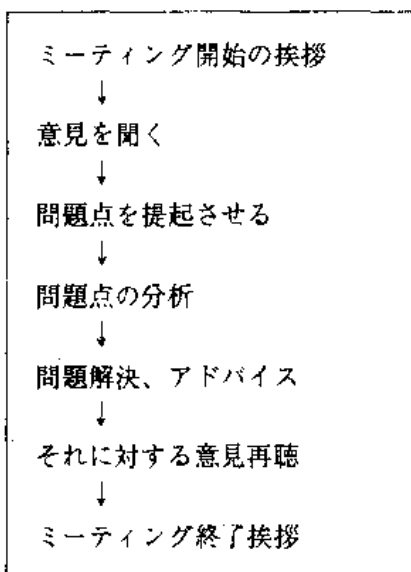 ミーティング開始の挨拶
↓
意見を聞く
↓
問題点を提起させる
↓
問題点の分析
↓
問題解決、アドバイス
↓
それに対する意見再聴
↓
ミーティング終了挨拶